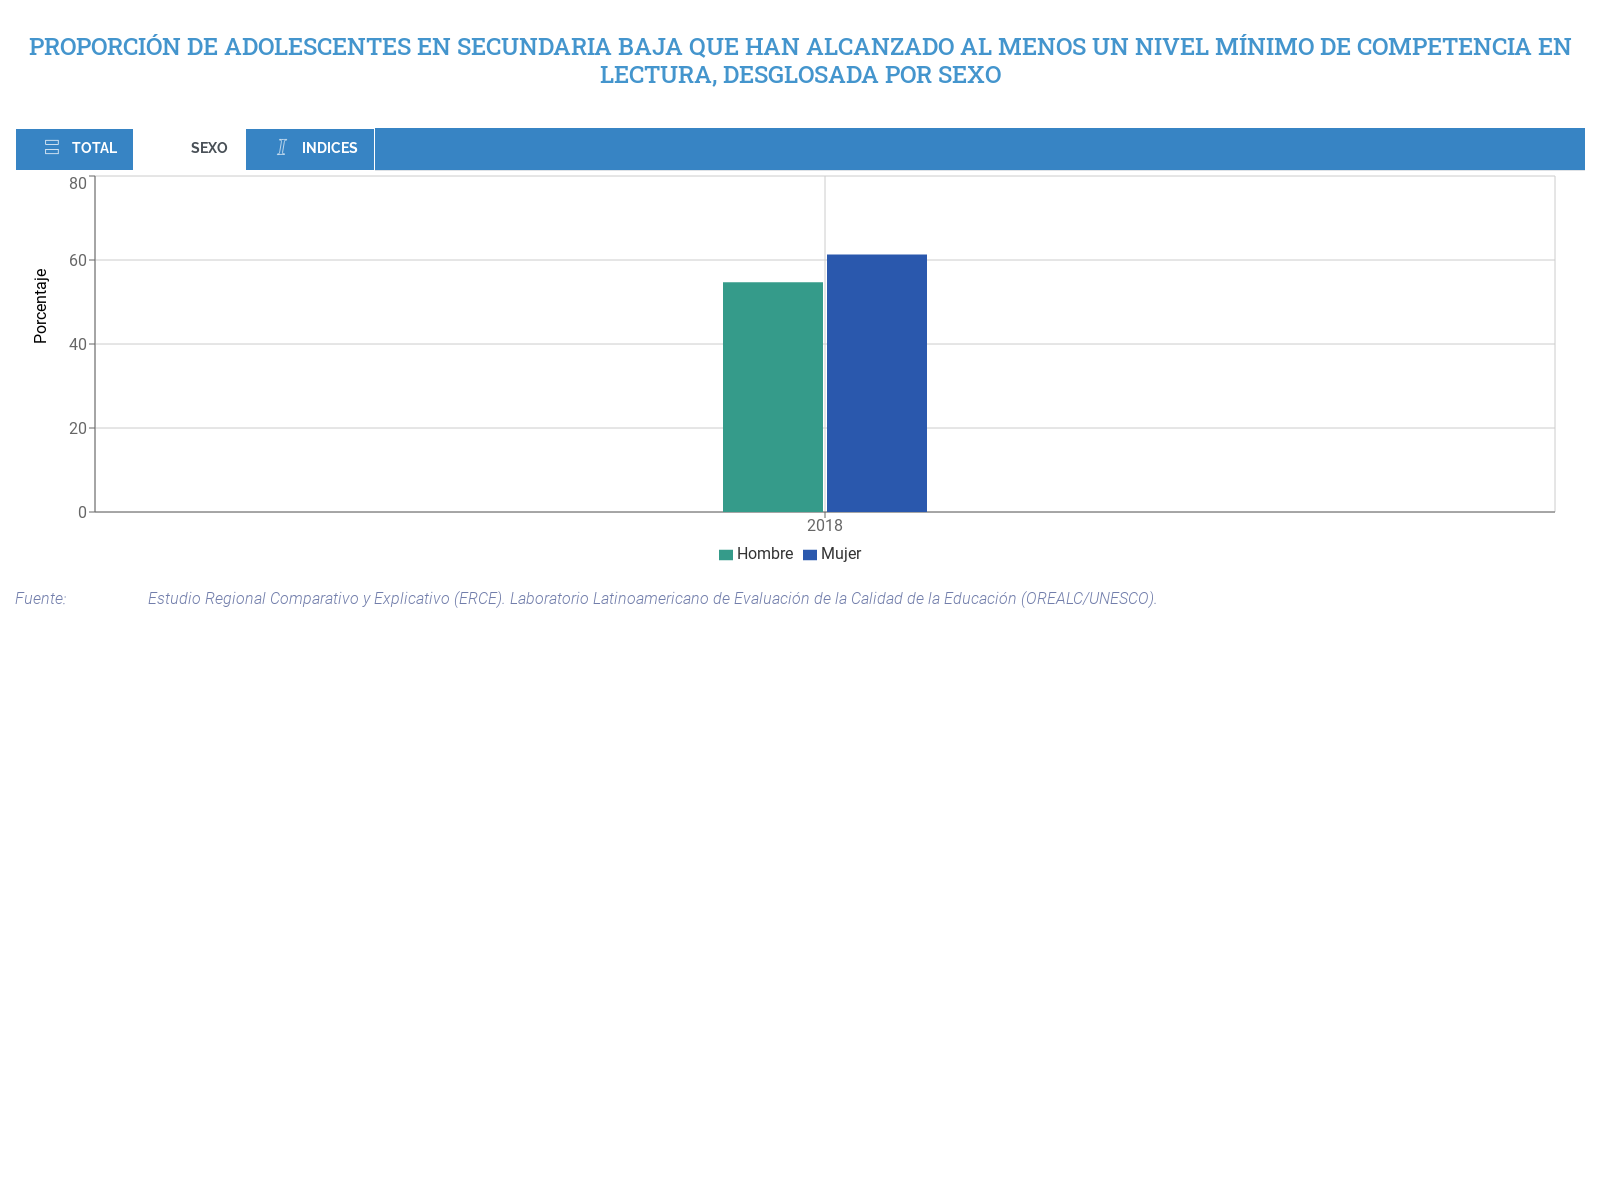 PROPORCIÓN DE ADOLESCENTES EN SECUNDARIA BAJA QUE HAN ALCANZADO AL MENOS UN NIVEL MÍNIMO DE COMPETENCIA EN
LECTURA, DESGLOSADA POR SEXO
TOTAL
SEXO
INDICES
80
60
40
20
0
Porcentaje
2018
Hombre
Mujer
Fuente: Estudio Regional Comparativo y Explicativo (ERCE). Laboratorio Latinoamericano de Evaluación de la Calidad de la Educación (OREALC/UNESCO).